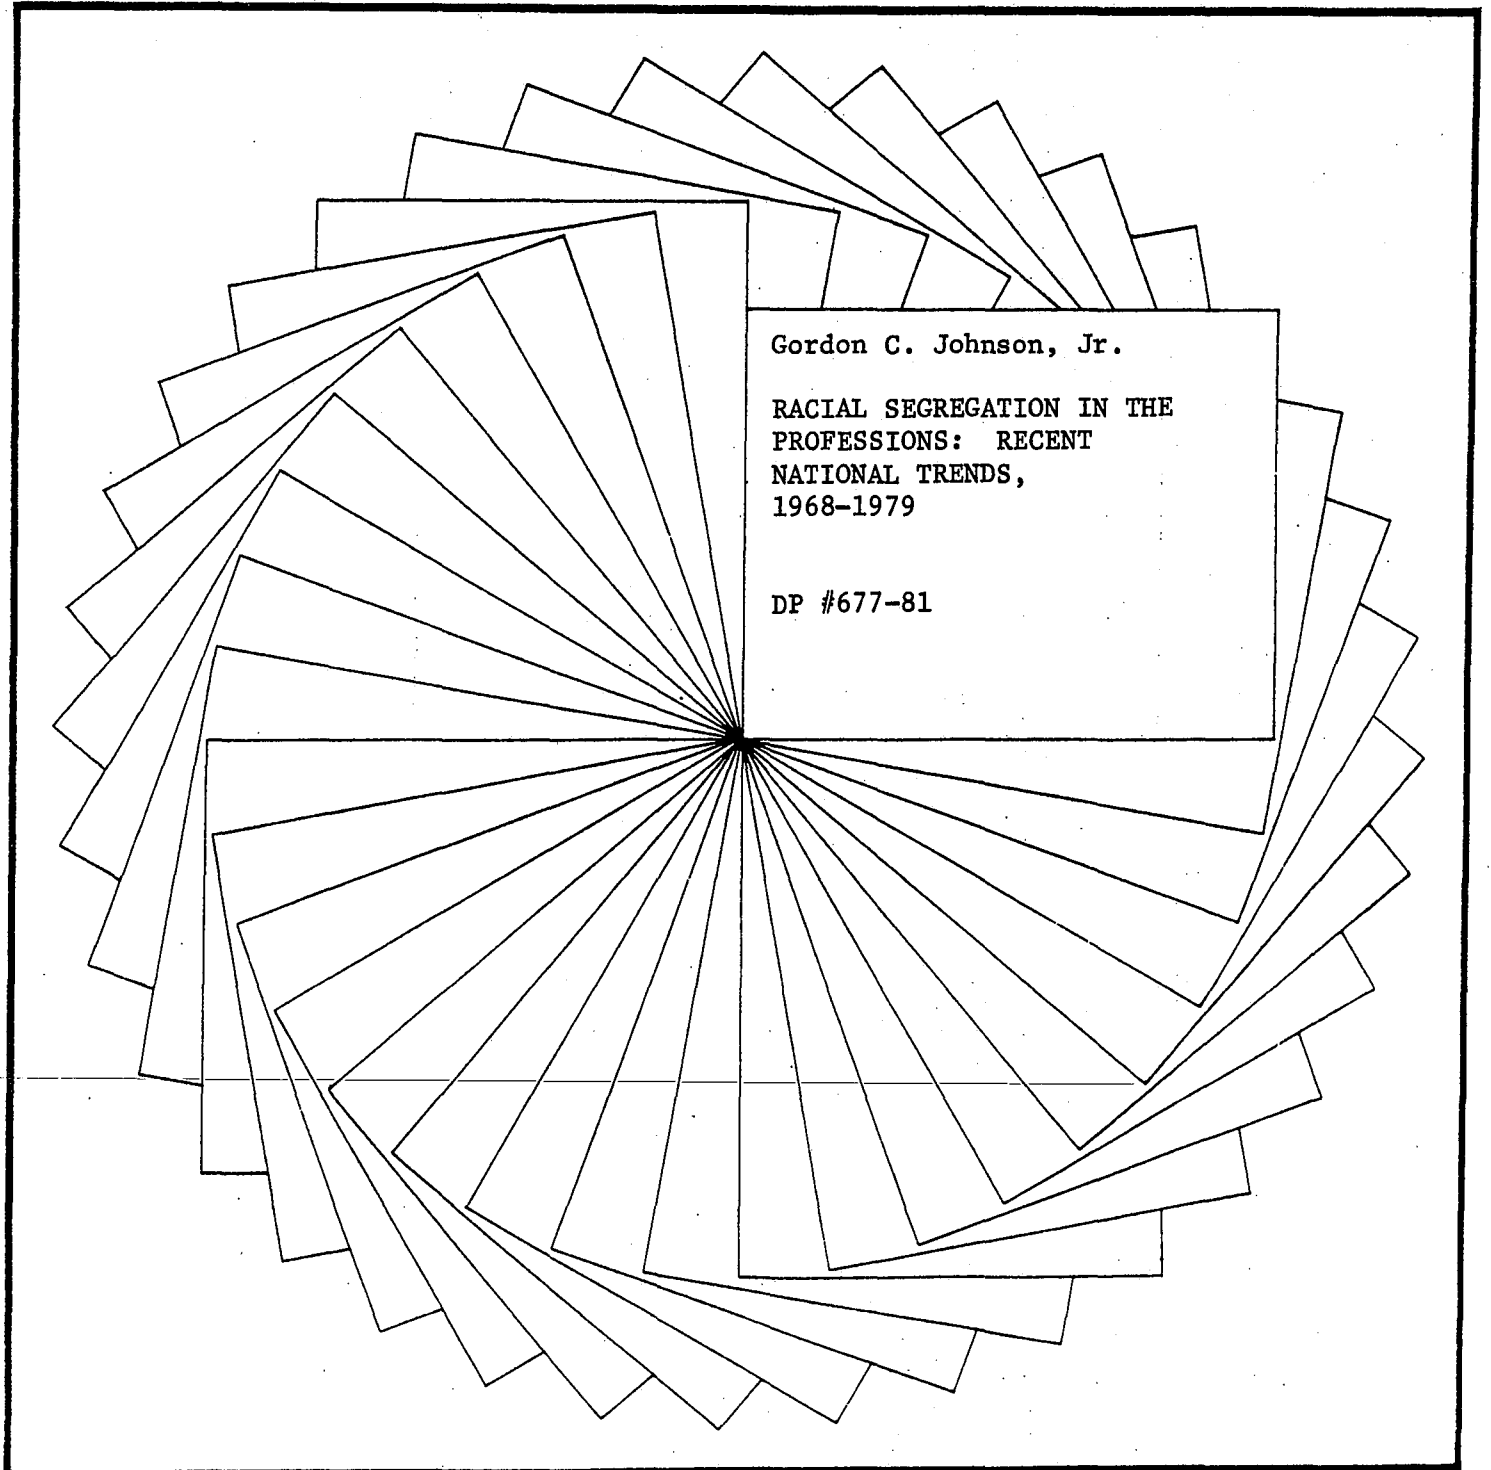 Gordon C. Johnson, Jr.
RACIAL SEGREGATION IN THE
PROFESSIONS: RECENT
NATIONAL TRENDS,
1968-1979
DP #677-81